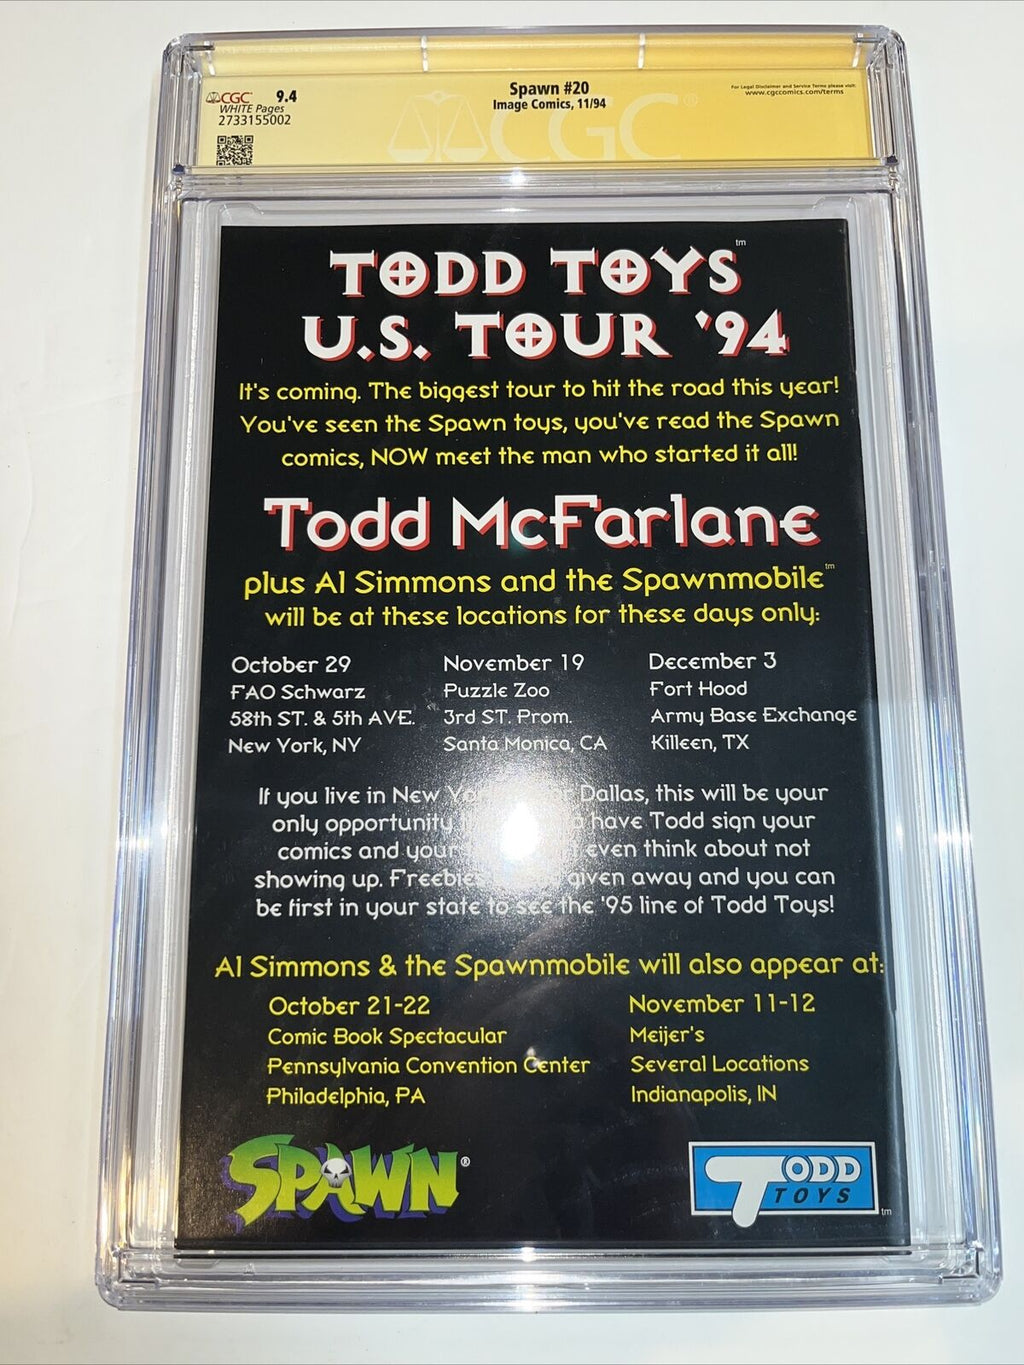 CGC 9.4
WHITE Pages
2733155002
Spawn #20
Image Comics, 11/94
For Legal Disclaimer and Service Terms please visit:
www.cgccomics.com/terms
CGC®
TODD TOYS™
U.S. TOUR '94
It's coming. The biggest tour to hit the road this year!
You've seen the Spawn toys, you've read the Spawn
comics, NOW meet the man who started it all!
Todd McFarlane
plus Al Simmons and the Spawnmobile™
will be at these locations for these days only:
October 29
FAO Schwarz
58th ST. & 5th AVE.
New York, NY
November 19
Puzzle Zoo
3rd ST. Prom.
Santa Monica, CA
December 3
Fort Hood
Army Base Exchange
Killeen, TX
If you live in New Dallas, this will be your
only opportunity have Todd sign your
comics and your even think about not
showing up. Freebies given away and you can
be first in your state to see the '95 line of Todd Toys!
Al Simmons & the Spawnmobile will also appear at:
October 21-22
Comic Book Spectacular
Pennsylvania Convention Center
Philadelphia, PA
November 11-12
Meijer's
Several Locations
Indianapolis, IN
SPAWN®
TODD
TOYS™